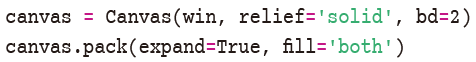 canvas = Canvas(win, relief='solid', bd=2)
canvas.pack(expand=True, fill='both')